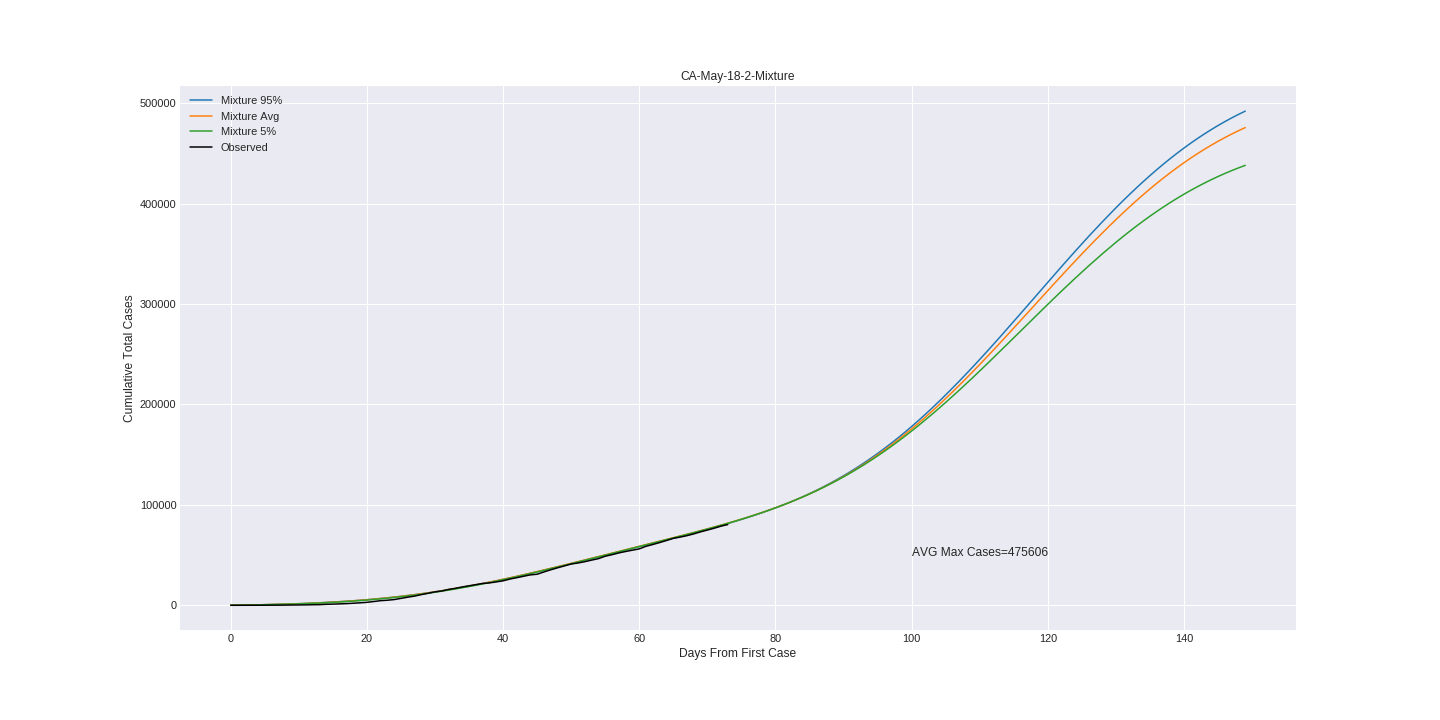 CA-May-18-2-Mixture
Mixture 95%
Mixture Avg
Mixture 5%
Observed
500000
400000
300000
200000
100000
0
Cumulative Total Cases
AVG Max Cases=475606
0 20 40 60 80 100 120 140
Days From First Case